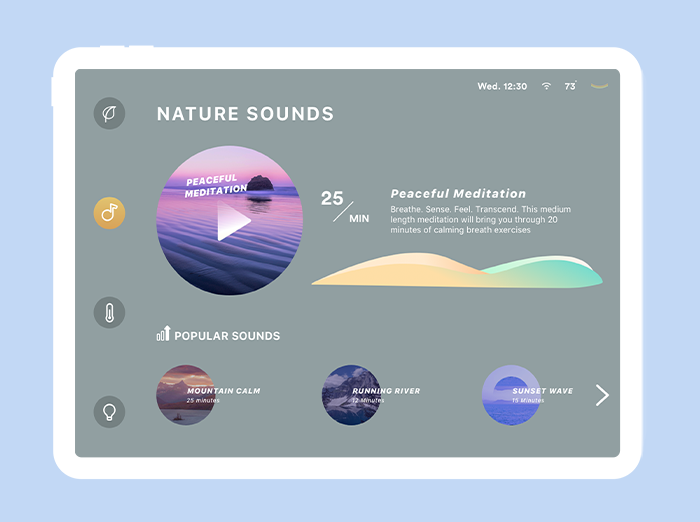 Wed. 12:30
73°
NATURE SOUNDS
PEACEFUL
MEDITATION
25
MIN
Peaceful Meditation
Breathe. Sense. Feel. Transcend. This medium
length meditation will bring you through 20
minutes of calming breath exercises
POPULAR SOUNDS
MOUNTAIN CALM
25 minutes
RUNNING RIVER
12 Minutes
SUNSET WAVE
15 Minutes